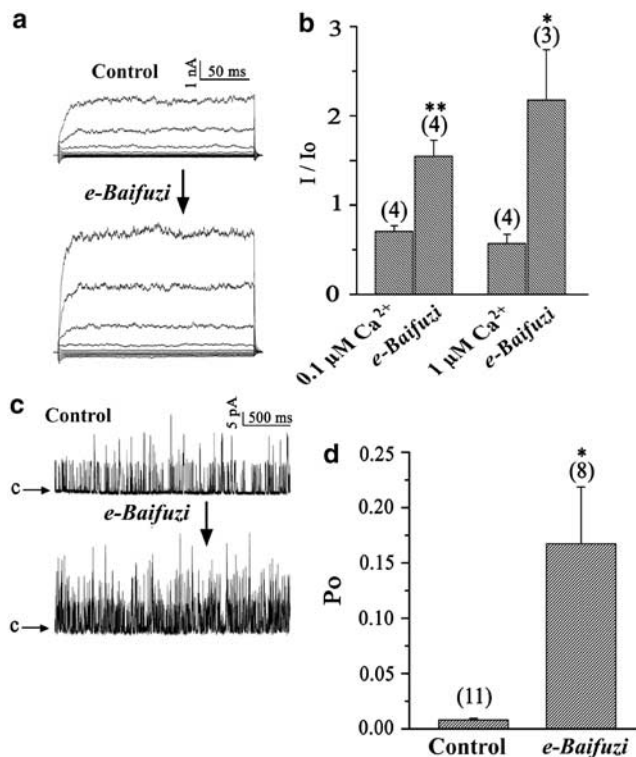 a
Control
1 nA
50 ms
e-Baifuzi
b
I / Io
3
2
1
0
(4)
**
(4)
(4)
*
(3)
0.1 µM Ca²⁺
e-Baifuzi
1 µM Ca²⁺
e-Baifuzi
c
Control
5 pA
500 ms
c
e-Baifuzi
c
d
Po
0.25
0.20
0.15
0.10
0.05
0.00
(11)
*
(8)
Control
e-Baifuzi